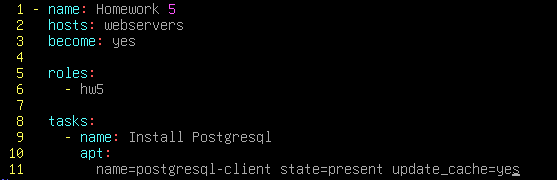 1 - name: Homework 5
2   hosts: webservers
3   become: yes
4
5   roles:
6     - hw5
7
8   tasks:
9     - name: Install Postgresql
10       apt:
11         name=postgresql-client state=present update_cache=yes